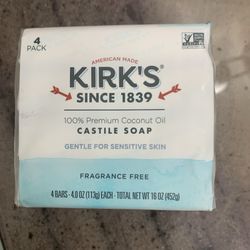 4
PACK
AMERICAN MADE
KIRK'S
SINCE 1839
100% Premium Coconut Oil
CASTILE SOAP
GENTLE FOR SENSITIVE SKIN
FRAGRANCE FREE
4 BARS - 4.0 OZ (113g) EACH - TOTAL NET WT 16 OZ (452g)